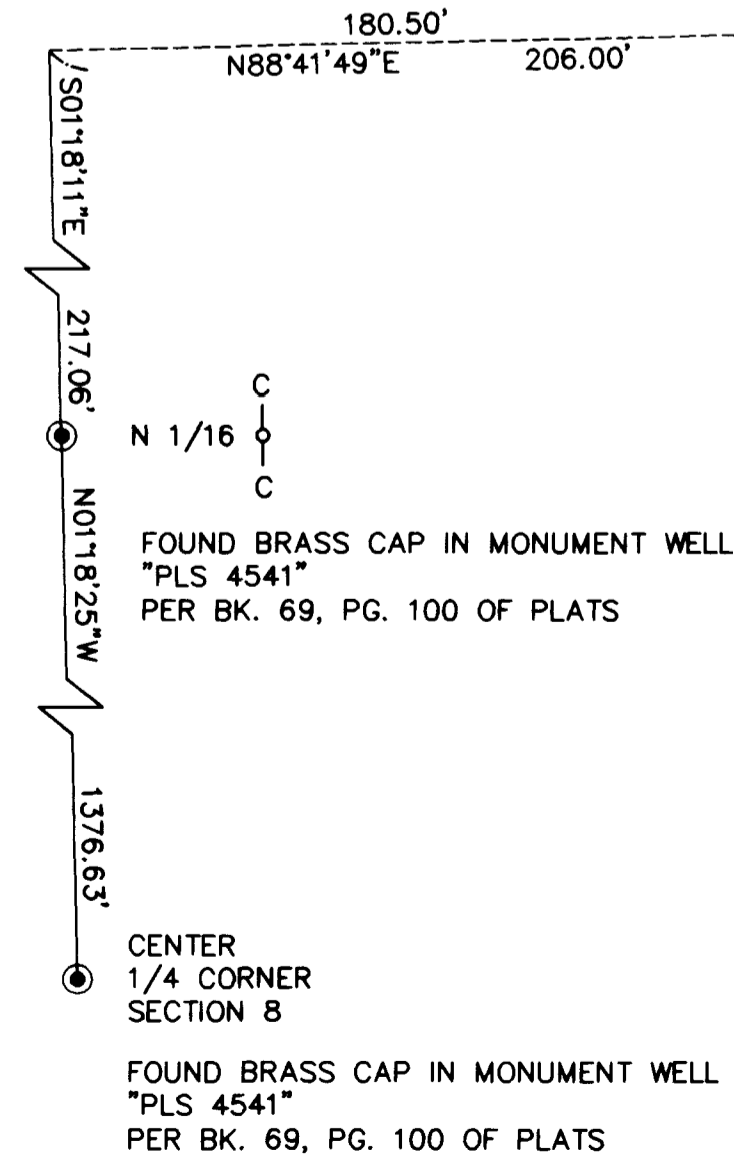 180.50'
N88°41'49"E 206.00'
S01°18'11"E
217.06'
C
N 1/16
C
N01°18'25"W
FOUND BRASS CAP IN MONUMENT WELL
"PLS 4541"
PER BK. 69, PG. 100 OF PLATS
1376.63'
CENTER
1/4 CORNER
SECTION 8
FOUND BRASS CAP IN MONUMENT WELL
"PLS 4541"
PER BK. 69, PG. 100 OF PLATS